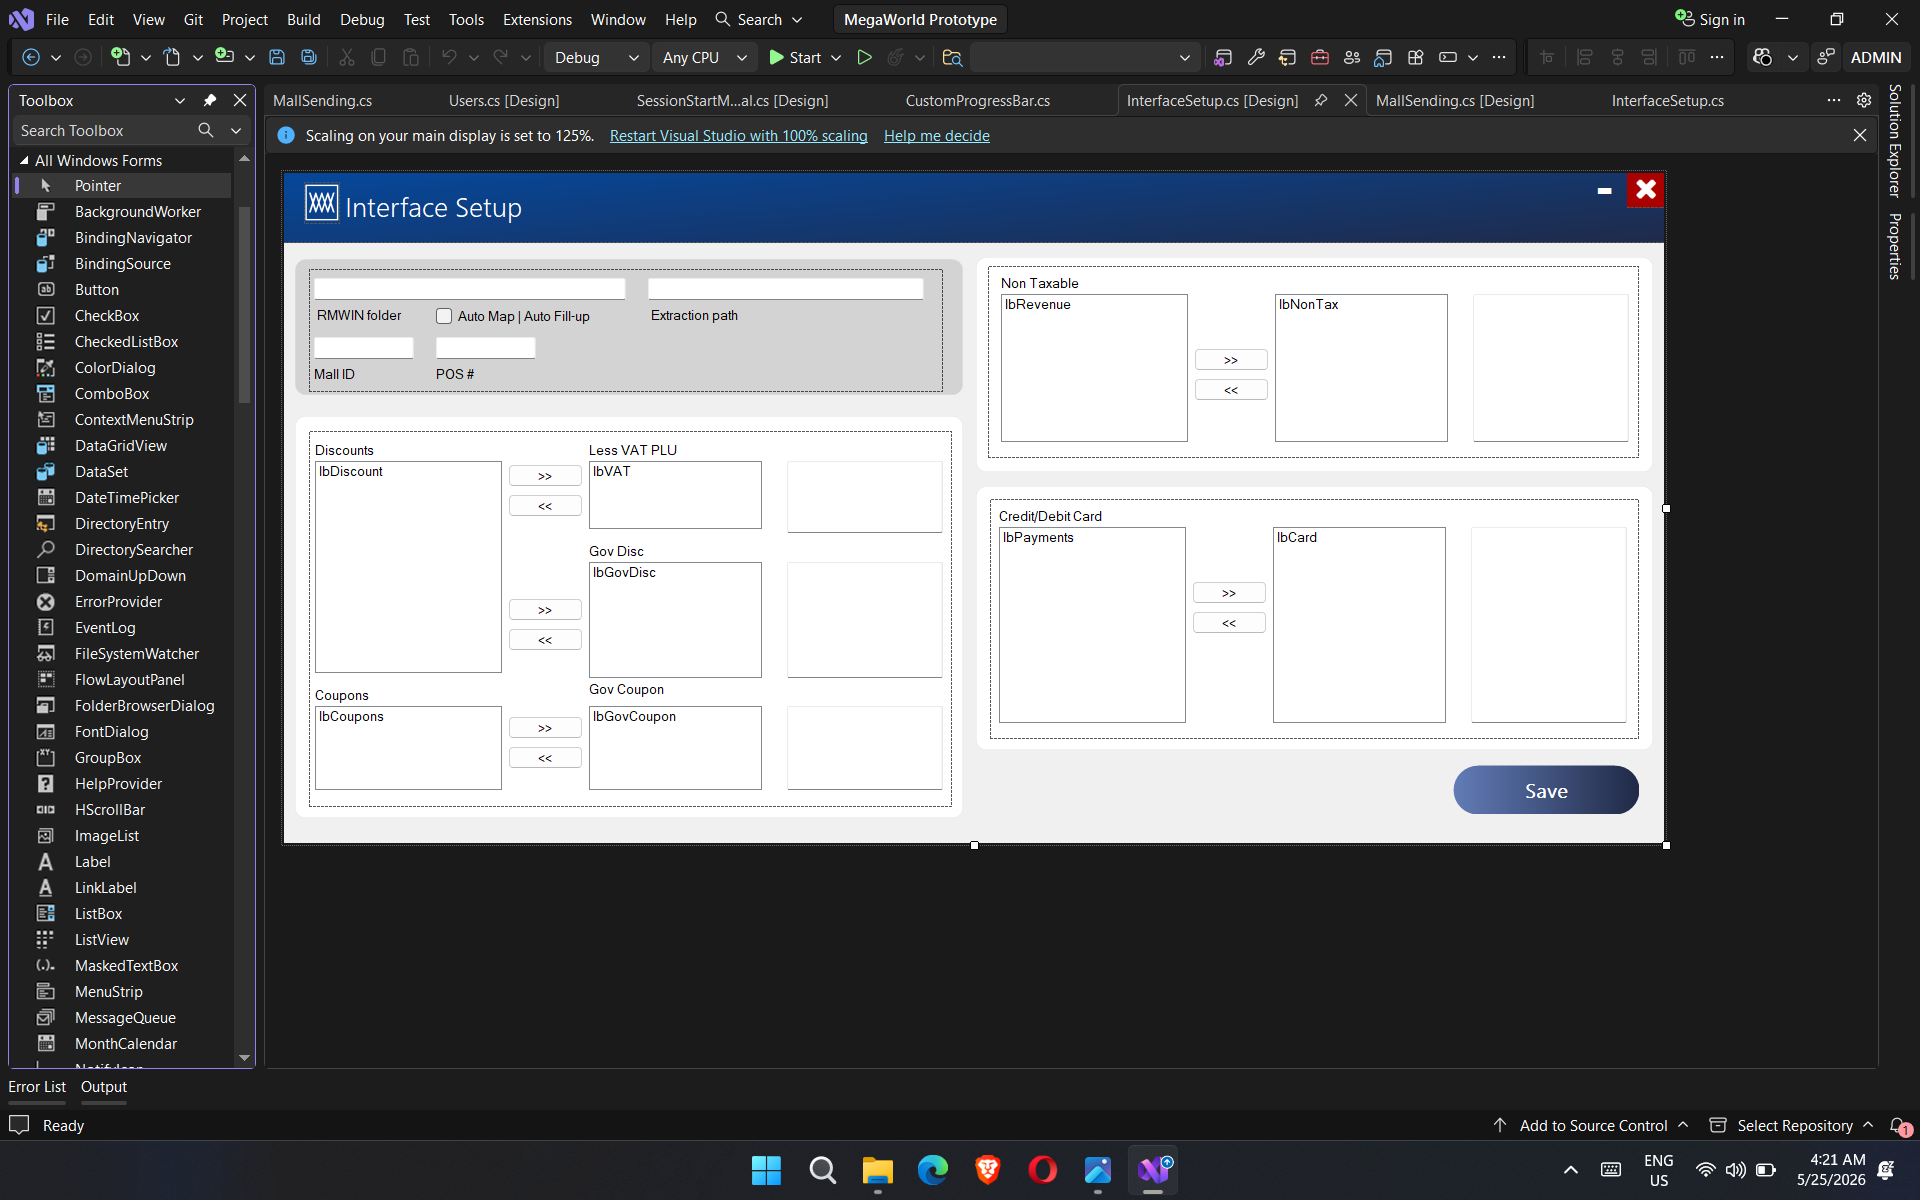 File Edit View Git Project Build Debug Test Tools Extensions Window Help Search MegaWorld Prototype Sign in
Debug Any CPU Start ADMIN
Toolbox
MallSending.cs Users.cs [Design] SessionStartM...al.cs [Design] CustomProgressBar.cs InterfaceSetup.cs [Design] MallSending.cs [Design] InterfaceSetup.cs
Search Toolbox
Scaling on your main display is set to 125%. Restart Visual Studio with 100% scaling Help me decide
Solution Explorer
Properties
All Windows Forms
Pointer
BackgroundWorker
BindingNavigator
BindingSource
Button
CheckBox
CheckedListBox
ColorDialog
ComboBox
ContextMenuStrip
DataGridView
DataSet
DateTimePicker
DirectoryEntry
DirectorySearcher
DomainUpDown
ErrorProvider
EventLog
FileSystemWatcher
FlowLayoutPanel
FolderBrowserDialog
FontDialog
GroupBox
HelpProvider
HScrollBar
ImageList
Label
LinkLabel
ListBox
ListView
MaskedTextBox
MenuStrip
MessageQueue
MonthCalendar
Interface Setup
RMWIN folder Auto Map | Auto Fill-up Extraction path
Mall ID POS #
Discounts Less VAT PLU
lbDiscount >> lbVAT
<<
Gov Disc
lbGovDisc
>>
<<
Coupons Gov Coupon
lbCoupons >> lbGovCoupon
<<
Non Taxable
lbRevenue lbNonTax
>>
<<
Credit/Debit Card
lbPayments lbCard
>>
<<
Save
Error List Output
Ready Add to Source Control Select Repository 1
ENG
US
4:21 AM
5/25/2026